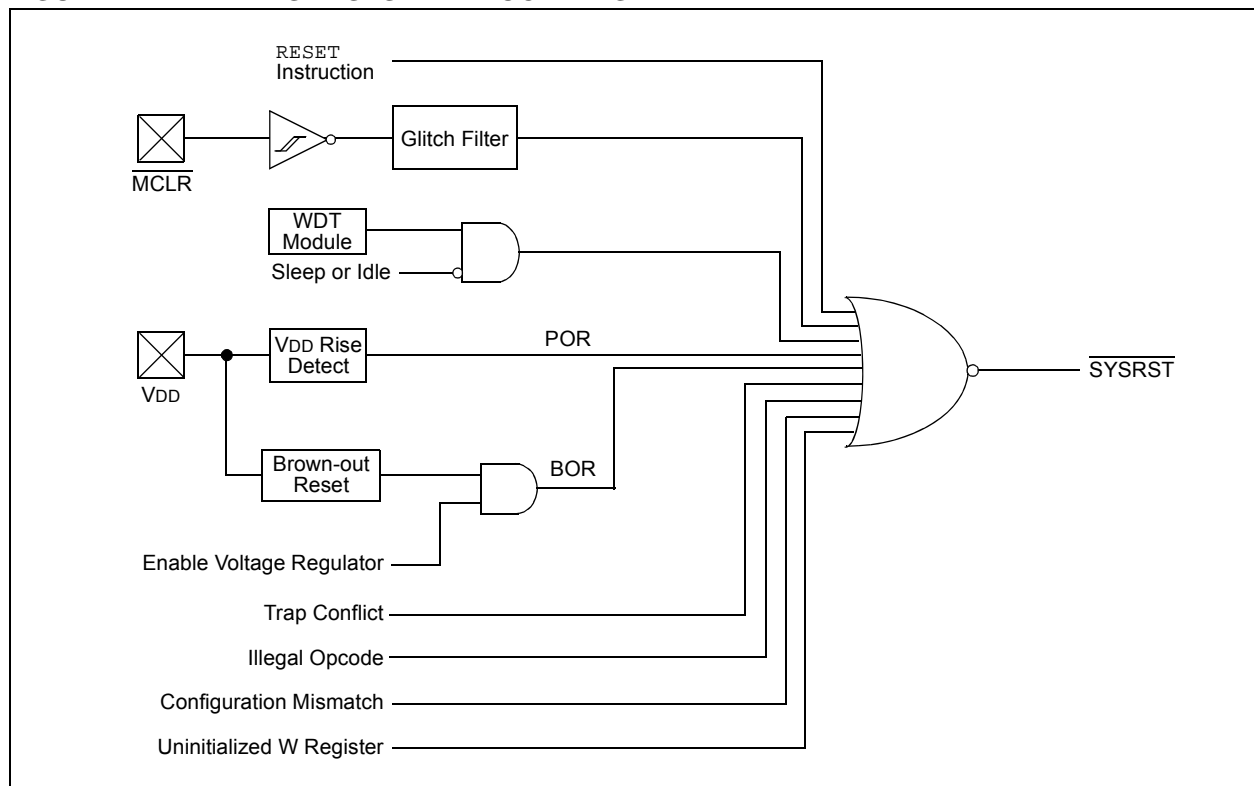 RESET
Instruction
Glitch Filter
MCLR
WDT
Module
Sleep or Idle
VDD Rise
Detect
POR
VDD
SYSRST
Brown-out
Reset
BOR
Enable Voltage Regulator
Trap Conflict
Illegal Opcode
Configuration Mismatch
Uninitialized W Register